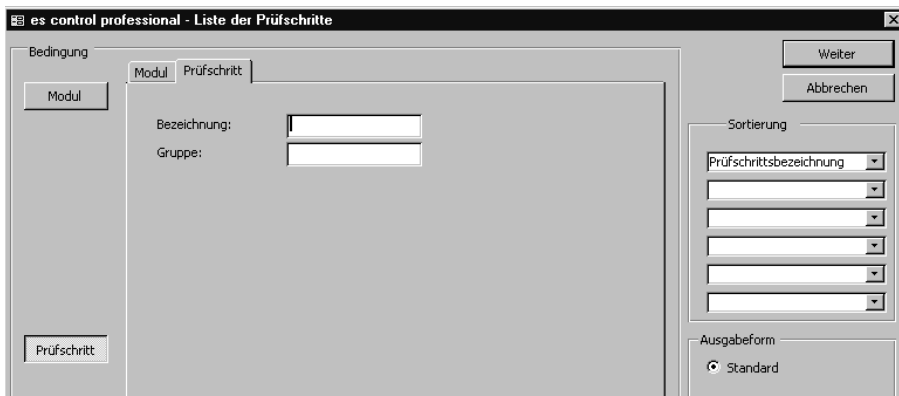 es control professional - Liste der Prüfschritte
Bedingung
Modul
Prüfschritt
Modul Prüfschritt
Bezeichnung:
Gruppe:
Weiter
Abbrechen
Sortierung
Prüfschrittsbezeichnung
Ausgabeform
Standard